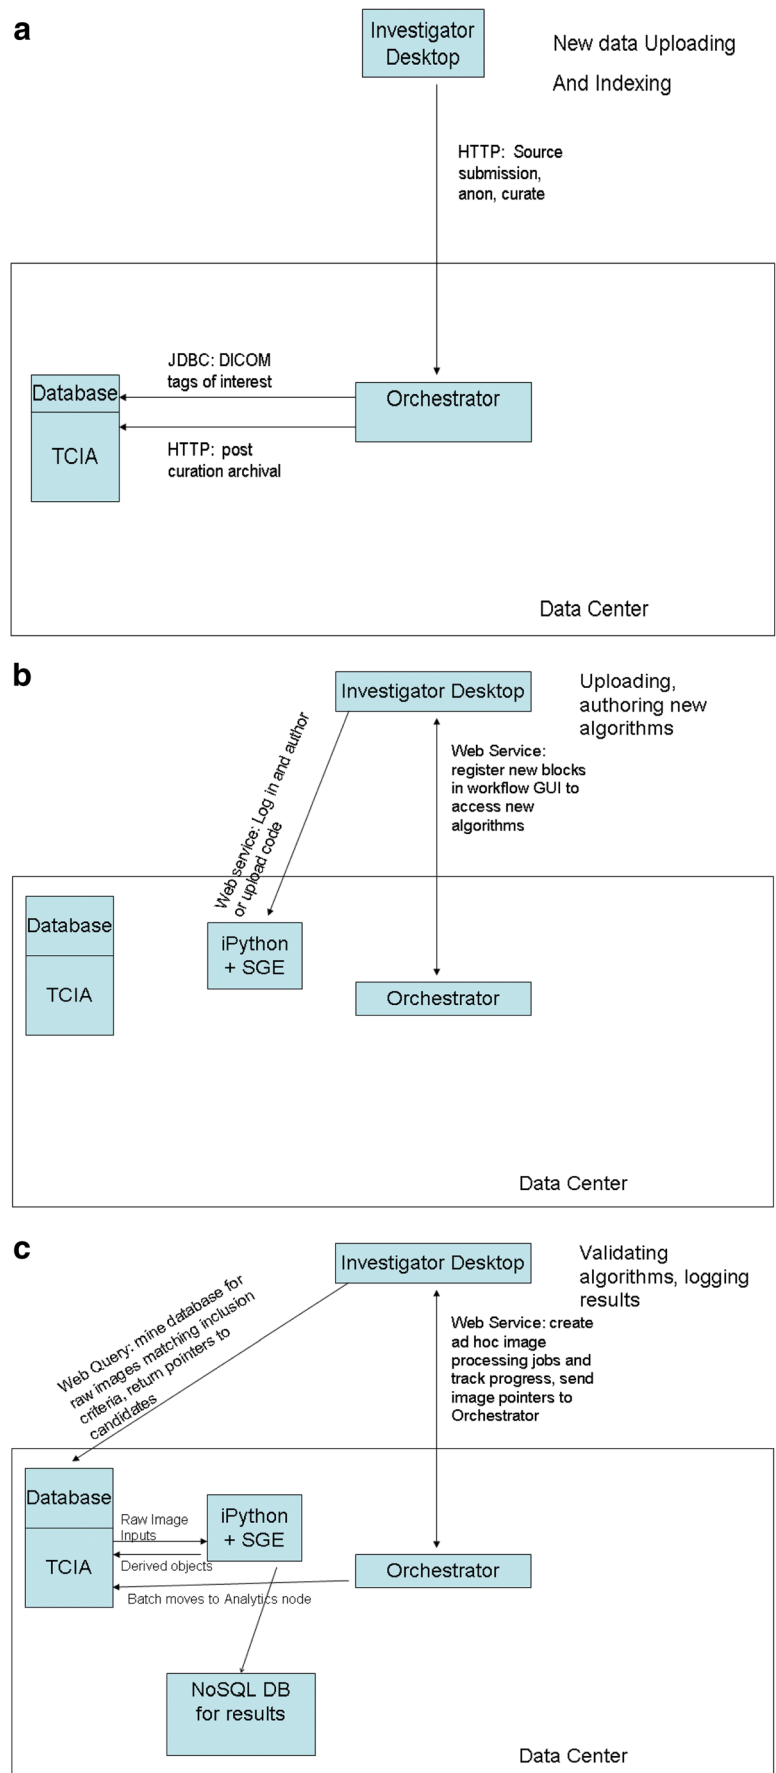 a
Investigator
Desktop
New data Uploading
And Indexing
HTTP: Source
submission,
anon, curate
JDBC: DICOM
tags of interest
Database
TCIA
Orchestrator
HTTP: post
curation archival
Data Center
b
Investigator Desktop
Uploading,
authoring new
algorithms
Web service: Log in and author
or upload code
Web Service:
register new blocks
in workflow GUI to
access new
algorithms
Database
TCIA
iPython
+ SGE
Orchestrator
Data Center
c
Investigator Desktop
Validating
algorithms, logging
results
Web Query: mine database for
raw images matching inclusion
criteria, return pointers to
candidates
Web Service: create
ad hoc image
processing jobs and
track progress, send
image pointers to
Orchestrator
Database
TCIA
Raw Image
Inputs
iPython
+ SGE
Derived objects
Orchestrator
Batch moves to Analytics node
NoSQL DB
for results
Data Center